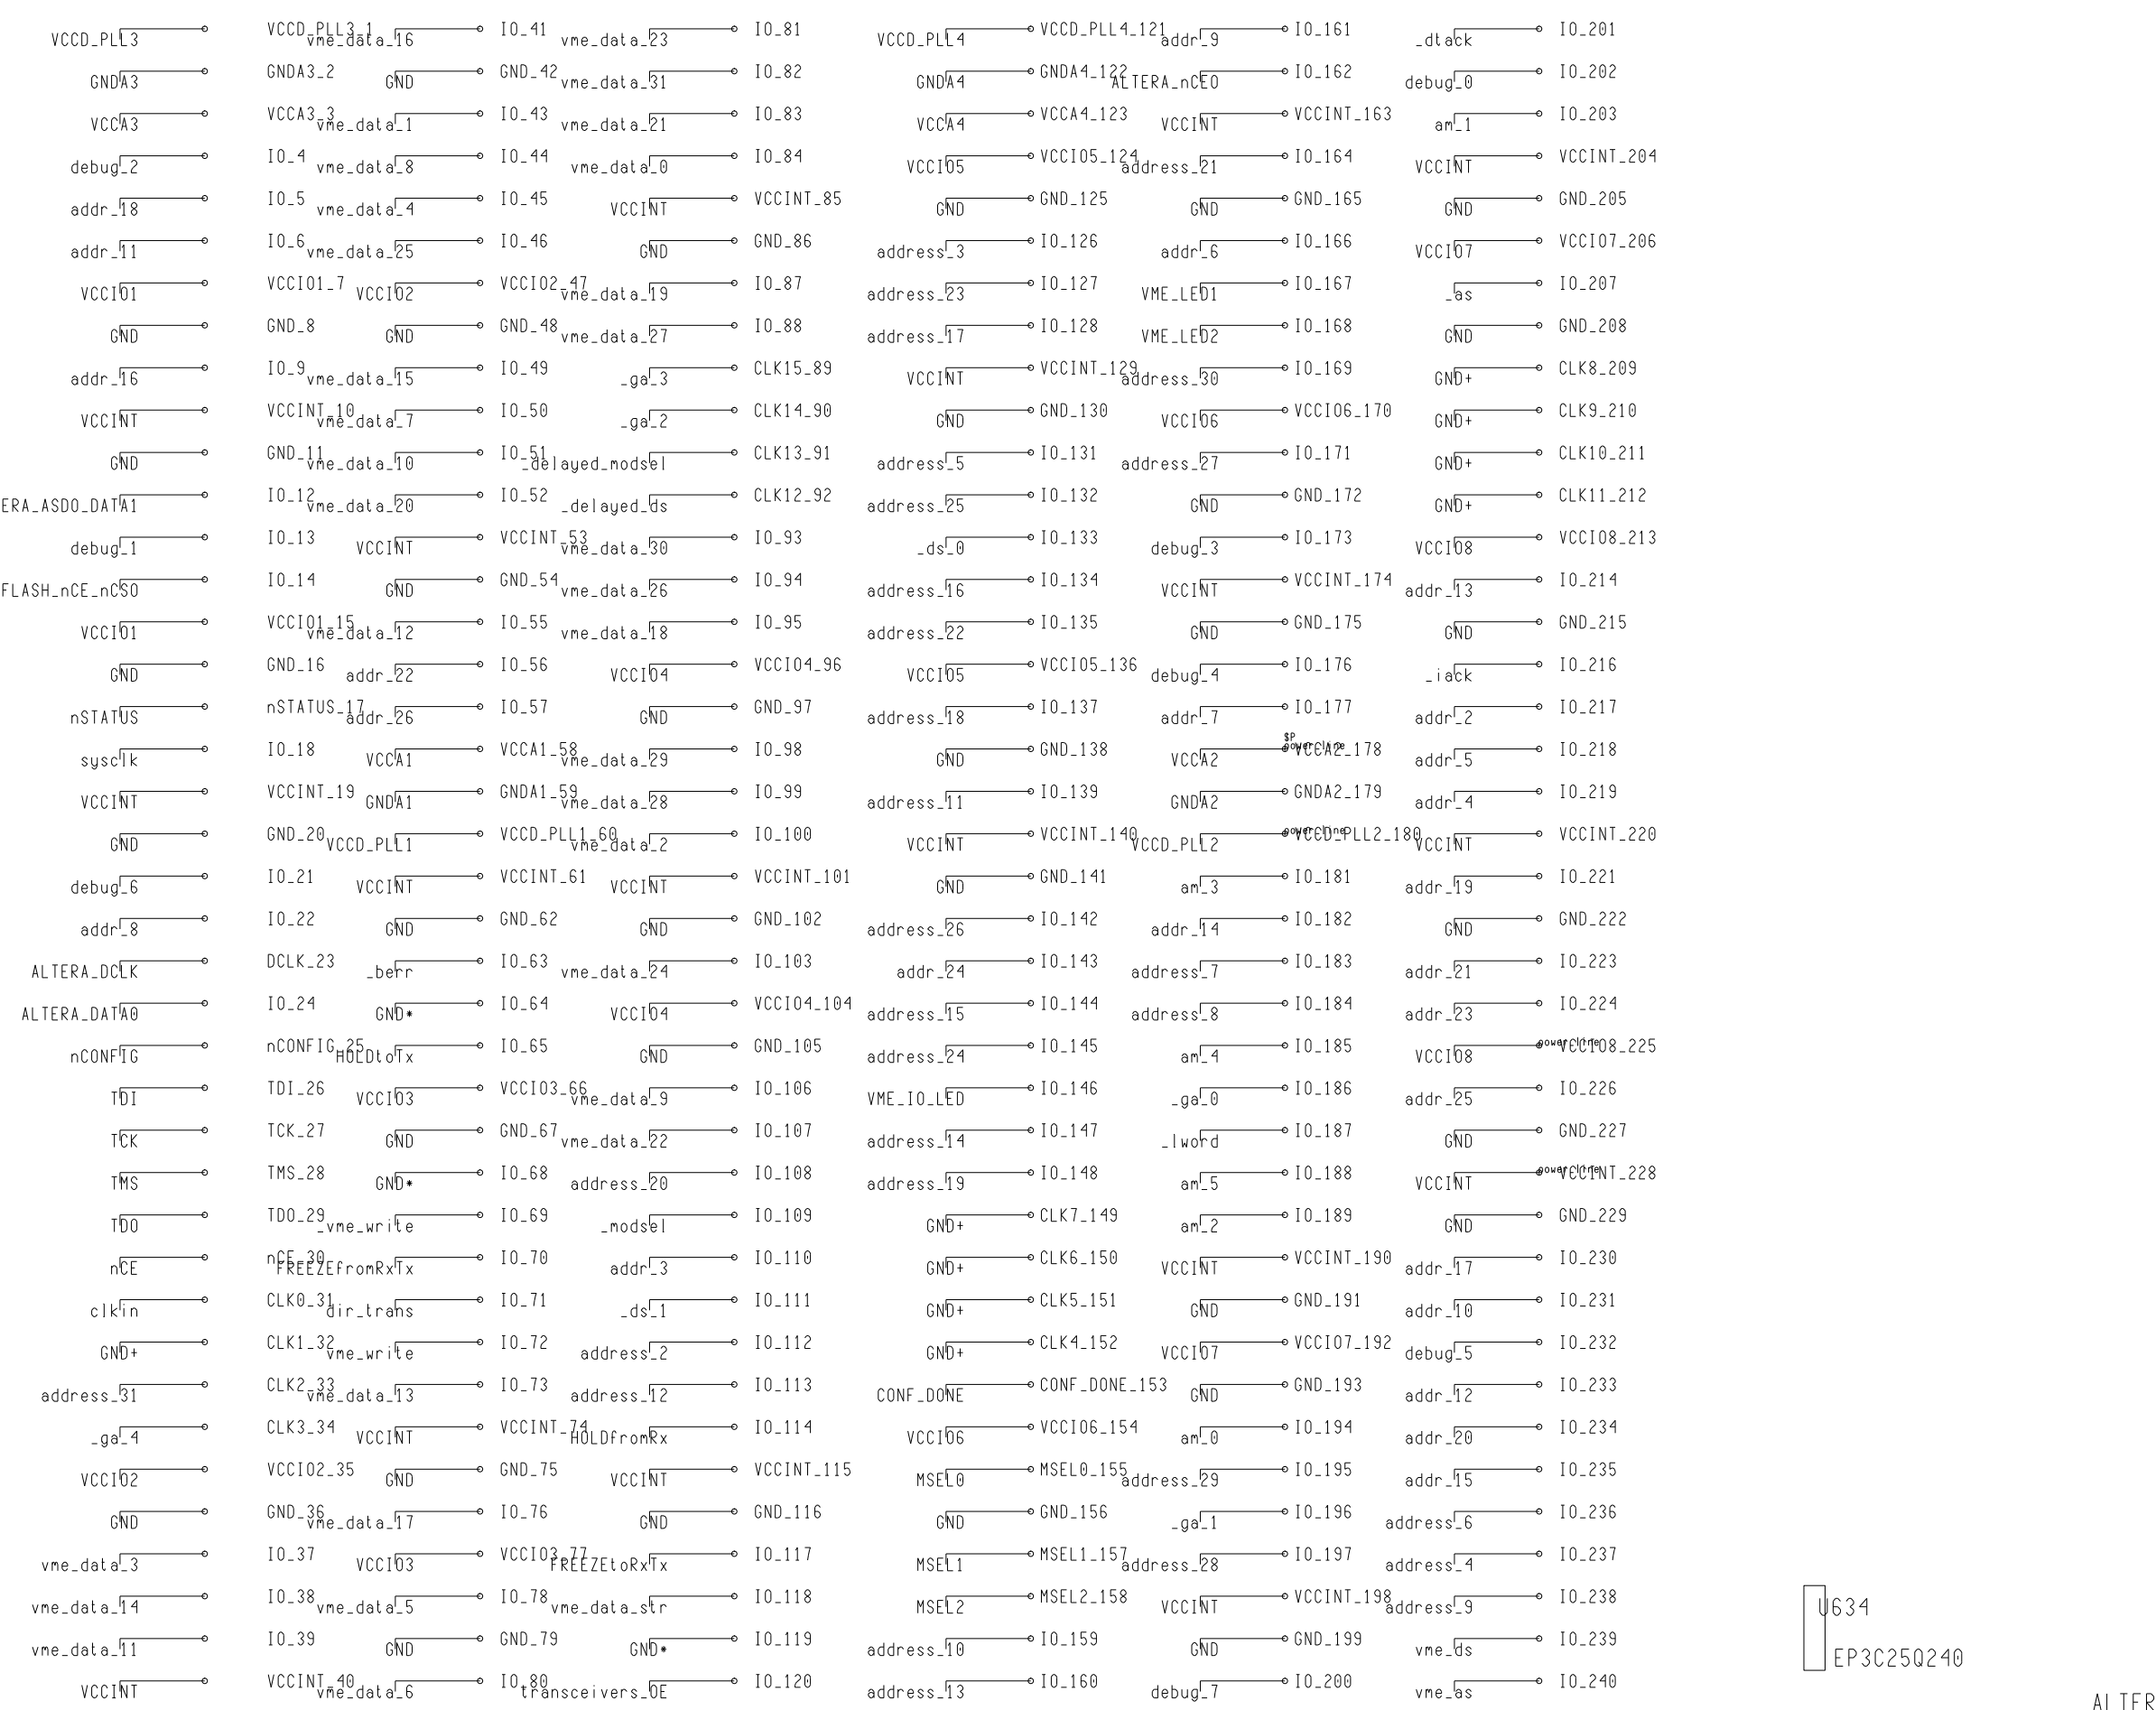 VCCD_PLL3 VCCD_PLL3_1 vme_data_16 IO_41 vme_data_23 IO_81 VCCD_PLL4 VCCD_PLL4_121 addr_9 IO_161 _dtack IO_201
GNDA3 GNDA3_2 GND GND_42 vme_data_31 IO_82 GNDA4 GNDA4_122 ALTERA_nCEO IO_162 debug_0 IO_202
VCCA3 VCCA3_3 vme_data_1 IO_43 vme_data_21 IO_83 VCCA4 VCCA4_123 VCCINT VCCINT_163 am_1 IO_203
debug_2 IO_4 vme_data_8 IO_44 vme_data_0 IO_84 VCCIO5 VCCIO5_124 address_21 IO_164 VCCINT VCCINT_204
addr_18 IO_5 vme_data_4 IO_45 VCCINT VCCINT_85 GND GND_125 GND GND_165 GND GND_205
addr_11 IO_6 vme_data_25 IO_46 GND GND_86 address_3 IO_126 addr_6 IO_166 VCCIO7 VCCIO7_206
VCCIO1 VCCIO1_7 VCCIO2 VCCIO2_47 vme_data_19 IO_87 address_23 IO_127 VME_LED1 IO_167 _as IO_207
GND GND_8 GND GND_48 vme_data_27 IO_88 address_17 IO_128 VME_LED2 IO_168 GND GND_208
addr_16 IO_9 vme_data_15 IO_49 _ga_3 CLK15_89 VCCINT VCCINT_129 address_30 IO_169 GND+ CLK8_209
VCCINT VCCINT_10 vme_data_7 IO_50 _ga_2 CLK14_90 GND GND_130 VCCIO6 VCCIO6_170 GND+ CLK9_210
GND GND_11 vme_data_10 IO_51 _delayed_modsel CLK13_91 address_5 IO_131 address_27 IO_171 GND+ CLK10_211
ERA_ASDO_DATA1 IO_12 vme_data_20 IO_52 _delayed_ds CLK12_92 address_25 IO_132 GND GND_172 GND+ CLK11_212
debug_1 IO_13 VCCINT VCCINT_53 vme_data_30 IO_93 _ds_0 IO_133 debug_3 IO_173 VCCIO8 VCCIO8_213
FLASH_nCE_nCSO IO_14 GND GND_54 vme_data_26 IO_94 address_16 IO_134 VCCINT VCCINT_174 addr_13 IO_214
VCCIO1 VCCIO1_15 vme_data_12 IO_55 vme_data_18 IO_95 address_22 IO_135 GND GND_175 GND GND_215
GND GND_16 addr_22 IO_56 VCCIO4 VCCIO4_96 VCCIO5 VCCIO5_136 debug_4 IO_176 _iack IO_216
nSTATUS nSTATUS_17 addr_26 IO_57 GND GND_97 address_18 IO_137 addr_7 IO_177 addr_2 IO_217
sysclk IO_18 VCCA1 VCCA1_58 vme_data_29 IO_98 GND GND_138 VCCA2 $P power_line VCCA2_178 addr_5 IO_218
VCCINT VCCINT_19 GNDA1 GNDA1_59 vme_data_28 IO_99 address_11 IO_139 GNDA2 GNDA2_179 addr_4 IO_219
GND GND_20 VCCD_PLL1 VCCD_PLL1_60 vme_data_2 IO_100 VCCINT VCCINT_140 VCCD_PLL2 power_line VCCD_PLL2_180 VCCINT VCCINT_220
debug_6 IO_21 VCCINT VCCINT_61 VCCINT VCCINT_101 GND GND_141 am_3 IO_181 addr_19 IO_221
addr_8 IO_22 GND GND_62 GND GND_102 address_26 IO_142 addr_14 IO_182 GND GND_222
ALTERA_DCLK DCLK_23 _berr IO_63 vme_data_24 IO_103 addr_24 IO_143 address_7 IO_183 addr_21 IO_223
ALTERA_DATA0 IO_24 GND* IO_64 VCCIO4 VCCIO4_104 address_15 IO_144 address_8 IO_184 addr_23 IO_224
nCONFIG nCONFIG_25 HOLDtoTx IO_65 GND GND_105 address_24 IO_145 am_4 IO_185 VCCIO8 power_line VCCIO8_225
TDI TDI_26 VCCIO3 VCCIO3_66 vme_data_9 IO_106 VME_IO_LED IO_146 _ga_0 IO_186 addr_25 IO_226
TCK TCK_27 GND GND_67 vme_data_22 IO_107 address_14 IO_147 _lword IO_187 GND GND_227
TMS TMS_28 GND* IO_68 address_20 IO_108 address_19 IO_148 am_5 IO_188 VCCINT power_line VCCINT_228
TDO TDO_29 _vme_write IO_69 _modsel IO_109 GND+ CLK7_149 am_2 IO_189 GND GND_229
nCE nCE_30 FREEZEfromRxTx IO_70 addr_3 IO_110 GND+ CLK6_150 VCCINT VCCINT_190 addr_17 IO_230
clkin CLK0_31 dir_trans IO_71 _ds_1 IO_111 GND+ CLK5_151 GND GND_191 addr_10 IO_231
GND+ CLK1_32 vme_write IO_72 address_2 IO_112 GND+ CLK4_152 VCCIO7 VCCIO7_192 debug_5 IO_232
address_31 CLK2_33 vme_data_13 IO_73 address_12 IO_113 CONF_DONE CONF_DONE_153 GND GND_193 addr_12 IO_233
_ga_4 CLK3_34 VCCINT VCCINT_74 HOLDfromRx IO_114 VCCIO6 VCCIO6_154 am_0 IO_194 addr_20 IO_234
VCCIO2 VCCIO2_35 GND GND_75 VCCINT VCCINT_115 MSEL0 MSEL0_155 address_29 IO_195 addr_15 IO_235
GND GND_36 vme_data_17 IO_76 GND GND_116 GND GND_156 _ga_1 IO_196 address_6 IO_236
vme_data_3 IO_37 VCCIO3 VCCIO3_77 FREEZEtoRxTx IO_117 MSEL1 MSEL1_157 address_28 IO_197 address_4 IO_237
vme_data_14 IO_38 vme_data_5 IO_78 vme_data_str IO_118 MSEL2 MSEL2_158 VCCINT VCCINT_198 address_9 IO_238
vme_data_11 IO_39 GND GND_79 GND* IO_119 address_10 IO_159 GND GND_199 vme_ds IO_239
VCCINT VCCINT_40 vme_data_6 IO_80 transceivers_OE IO_120 address_13 IO_160 debug_7 IO_200 vme_as IO_240
U634
EP3C25Q240
ALTER